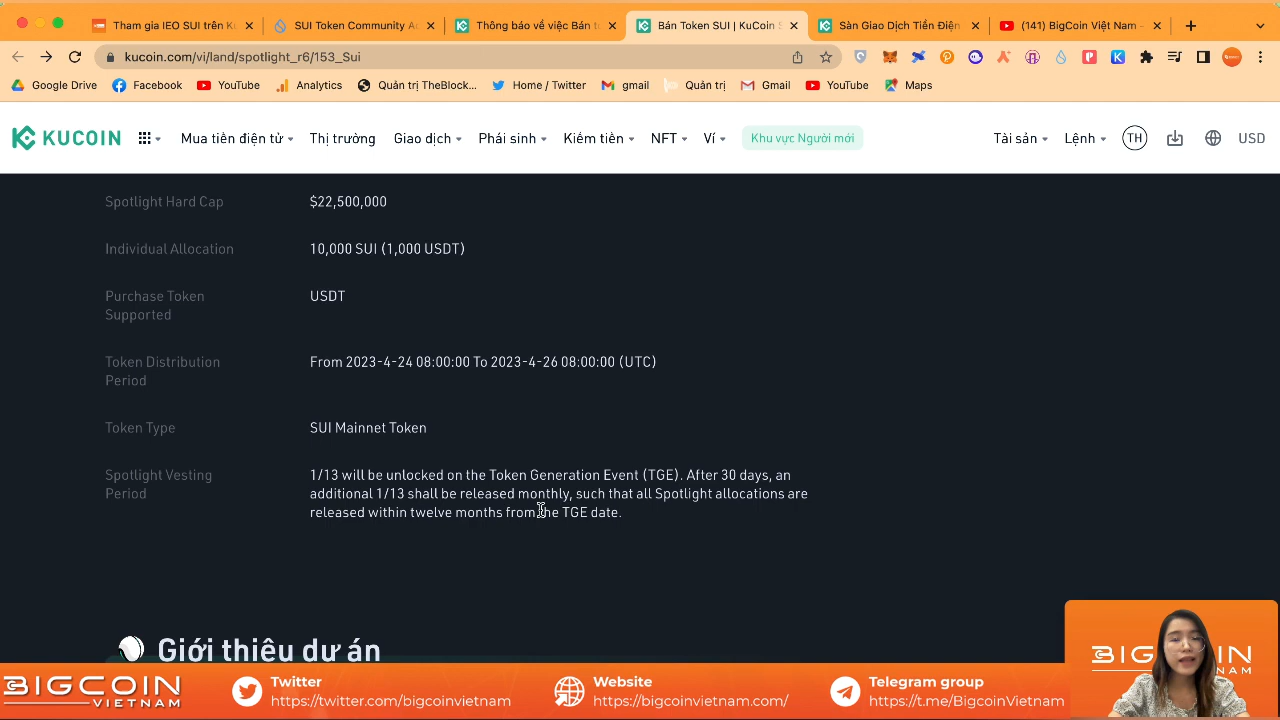 Tham gia IEO SUI trên K
SUI Token Community A
Thông báo về việc Bán t
Bán Token SUI | KuCoin S
Sàn Giao Dịch Tiền Điện
(141) BigCoin Việt Nam -
kucoin.com/vi/land/spotlight_r6/153_Sui
Google Drive
Facebook
YouTube
Analytics
Quản trị TheBlock...
Home / Twitter
gmail
Quản trị
Gmail
YouTube
Maps
KUCOIN
Mua tiền điện tử
Thị trường
Giao dịch
Phái sinh
Kiếm tiền
NFT
Ví
Khu vực Người mới
Tài sản
Lệnh
TH
USD
Spotlight Hard Cap
$22,500,000
Individual Allocation
10,000 SUI (1,000 USDT)
Purchase Token
Supported
USDT
Token Distribution
Period
From 2023-4-24 08:00:00 To 2023-4-26 08:00:00 (UTC)
Token Type
SUI Mainnet Token
Spotlight Vesting
Period
1/13 will be unlocked on the Token Generation Event (TGE). After 30 days, an
additional 1/13 shall be released monthly, such that all Spotlight allocations are
released within twelve months from the TGE date.
Giới thiệu dự án
BIGCOIN
VIETNAM
Twitter
https://twitter.com/bigcoinvietnam
Website
https://bigcoinvietnam.com/
Telegram group
https://t.me/BigcoinVietnam